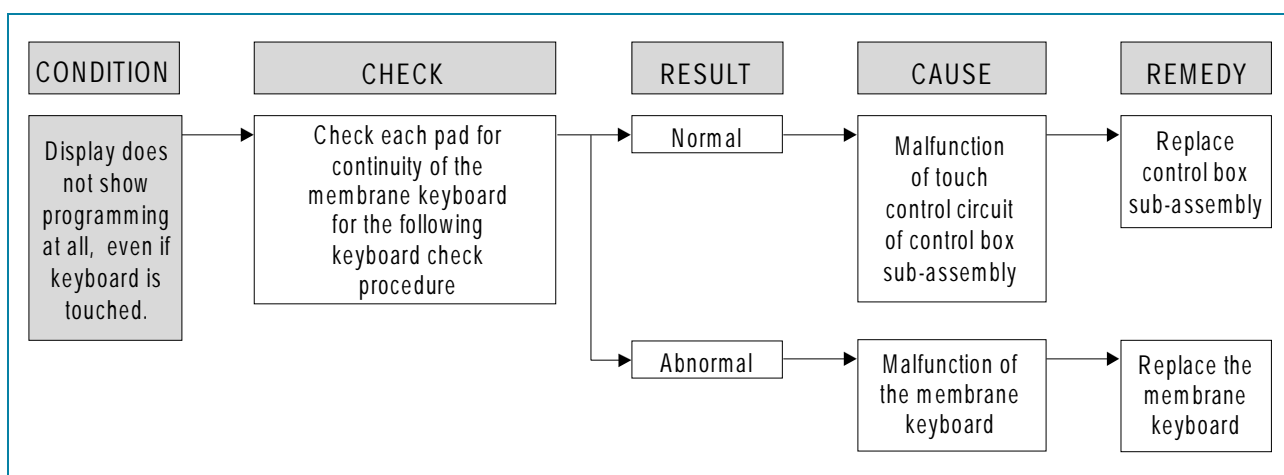 CONDITION
CHECK
RESULT
CAUSE
REMEDY
Display does
not show
programming
at all, even if
keyboard is
touched.
Check each pad for
continuity of the
membrane keyboard
for the following
keyboard check
procedure
Normal
Malfunction
of touch
control circuit
of control box
sub-assembly
Replace
control box
sub-assembly
Abnormal
Malfunction of
the membrane
keyboard
Replace the
membrane
keyboard